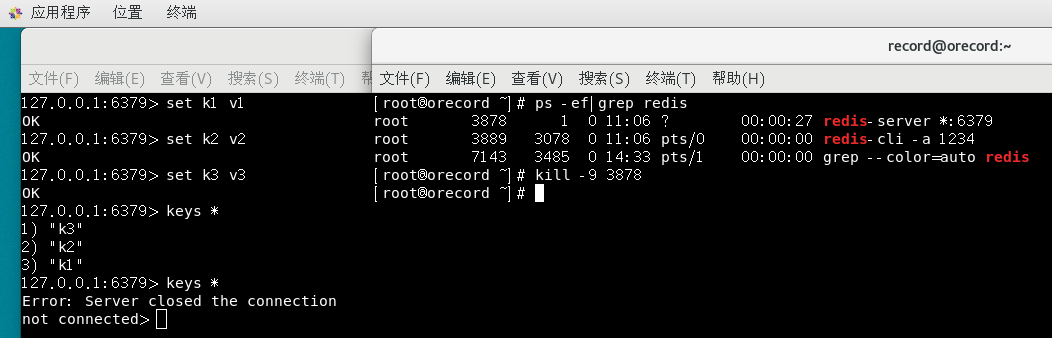 应用程序 位置 终端
record@orecord:~
文件(F) 编辑(E) 查看(V) 搜索(S) 终端(T) 帮
127.0.0.1:6379> set k1 v1
OK
127.0.0.1:6379> set k2 v2
OK
127.0.0.1:6379> set k3 v3
OK
127.0.0.1:6379> keys *
1) "k3"
2) "k2"
3) "k1"
127.0.0.1:6379> keys *
Error: Server closed the connection
not connected>
文件(F) 编辑(E) 查看(V) 搜索(S) 终端(T) 帮助(H)
[root@orecord ~]# ps -ef|grep redis
root 3878 1 0 11:06 ? 00:00:27 redis-server *:6379
root 3889 3078 0 11:06 pts/0 00:00:00 redis-cli -a 1234
root 7143 3485 0 14:33 pts/1 00:00:00 grep --color=auto redis
[root@orecord ~]# kill -9 3878
[root@orecord ~]#